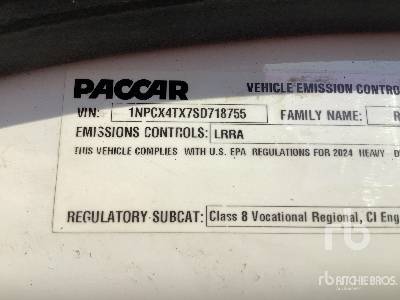 PACCAR VEHICLE EMISSION CONTRO
VIN: 1NPCX4TX7SD718755 FAMILY NAME: R
EMISSIONS CONTROLS: LRRA
THIS VEHICLE COMPLIES WITH U.S. EPA REGULATIONS FOR 2024 HEAVY D
REGULATORY SUBCAT: Class 8 Vocational Regional, CI Eng
rb
RITCHIE BROS.